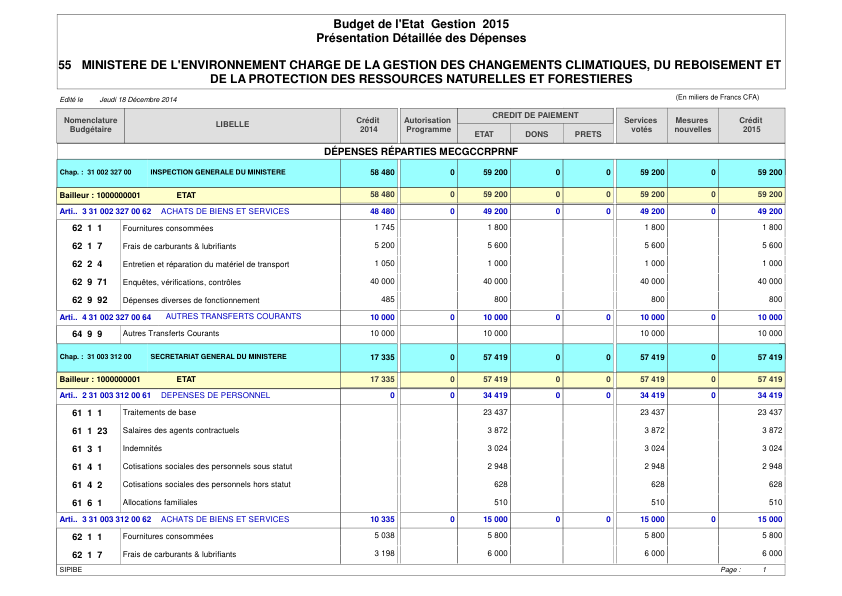 Budget de l'Etat Gestion 2015
Présentation Détaillée des Dépenses
55 MINISTERE DE L'ENVIRONNEMENT CHARGE DE LA GESTION DES CHANGEMENTS CLIMATIQUES, DU REBOISEMENT ET
DE LA PROTECTION DES RESSOURCES NATURELLES ET FORESTIERES
Edité le Jeudi 18 Décembre 2014 (En miliers de Francs CFA)
Nomenclature Budgétaire LIBELLE Crédit 2014 Autorisation Programme CREDIT DE PAIEMENT ETAT DONS PRETS Services votés Mesures nouvelles Crédit 2015
DÉPENSES RÉPARTIES MECGCCRPRNF
Chap. : 31 002 327 00 INSPECTION GENERALE DU MINISTERE 58 480 0 59 200 0 0 59 200 0 59 200
Bailleur : 1000000001 ETAT 58 480 0 59 200 0 0 59 200 0 59 200
Arti.. 3 31 002 327 00 62 ACHATS DE BIENS ET SERVICES 48 480 0 49 200 0 0 49 200 0 49 200
62 1 1 Fournitures consommées 1 745 1 800 1 800 1 800
62 1 7 Frais de carburants & lubrifiants 5 200 5 600 5 600 5 600
62 2 4 Entretien et réparation du matériel de transport 1 050 1 000 1 000 1 000
62 9 71 Enquêtes, vérifications, contrôles 40 000 40 000 40 000 40 000
62 9 92 Dépenses diverses de fonctionnement 485 800 800 800
Arti.. 4 31 002 327 00 64 AUTRES TRANSFERTS COURANTS 10 000 0 10 000 0 0 10 000 0 10 000
64 9 9 Autres Transferts Courants 10 000 10 000 10 000 10 000
Chap. : 31 003 312 00 SECRETARIAT GENERAL DU MINISTERE 17 335 0 57 419 0 0 57 419 0 57 419
Bailleur : 1000000001 ETAT 17 335 0 57 419 0 0 57 419 0 57 419
Arti.. 2 31 003 312 00 61 DEPENSES DE PERSONNEL 0 0 34 419 0 0 34 419 0 34 419
61 1 1 Traitements de base 23 437 23 437 23 437
61 1 23 Salaires des agents contractuels 3 872 3 872 3 872
61 3 1 Indemnités 3 024 3 024 3 024
61 4 1 Cotisations sociales des personnels sous statut 2 948 2 948 2 948
61 4 2 Cotisations sociales des personnels hors statut 628 628 628
61 6 1 Allocations familiales 510 510 510
Arti.. 3 31 003 312 00 62 ACHATS DE BIENS ET SERVICES 10 335 0 15 000 0 0 15 000 0 15 000
62 1 1 Fournitures consommées 5 038 5 800 5 800 5 800
62 1 7 Frais de carburants & lubrifiants 3 198 6 000 6 000 6 000
SIPIBE Page : 1